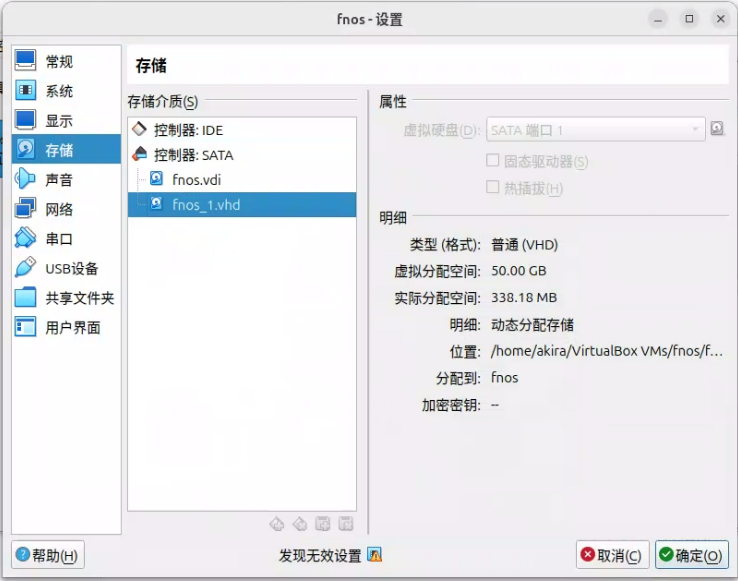 fnos - 设置
常规
系统
显示
存储
声音
网络
串口
USB设备
共享文件夹
用户界面
存储
存储介质(S)
控制器: IDE
控制器: SATA
fnos.vdi
fnos_1.vhd
属性
虚拟硬盘(D): SATA 端口 1
固态驱动器(S)
热插拔(H)
明细
类型 (格式): 普通 (VHD)
虚拟分配空间: 50.00 GB
实际分配空间: 338.18 MB
明细: 动态分配存储
位置: /home/akira/VirtualBox VMs/fnos/f...
分配到: fnos
加密密钥: --
帮助(H)
发现无效设置
取消(C)
确定(O)